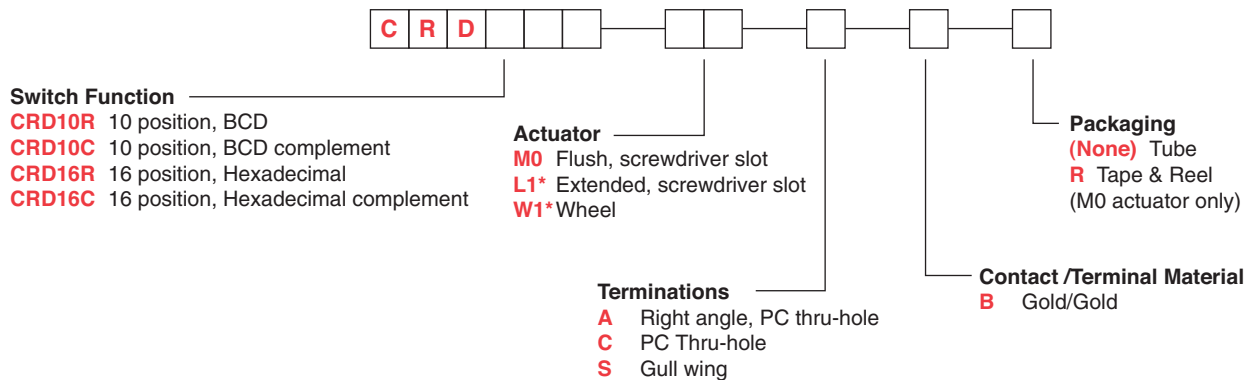 C R D
Switch Function
CRD10R 10 position, BCD
CRD10C 10 position, BCD complement
CRD16R 16 position, Hexadecimal
CRD16C 16 position, Hexadecimal complement
Actuator
M0 Flush, screwdriver slot
L1* Extended, screwdriver slot
W1* Wheel
Terminations
A Right angle, PC thru-hole
C PC Thru-hole
S Gull wing
Contact /Terminal Material
B Gold/Gold
Packaging
(None) Tube
R Tape & Reel
(M0 actuator only)